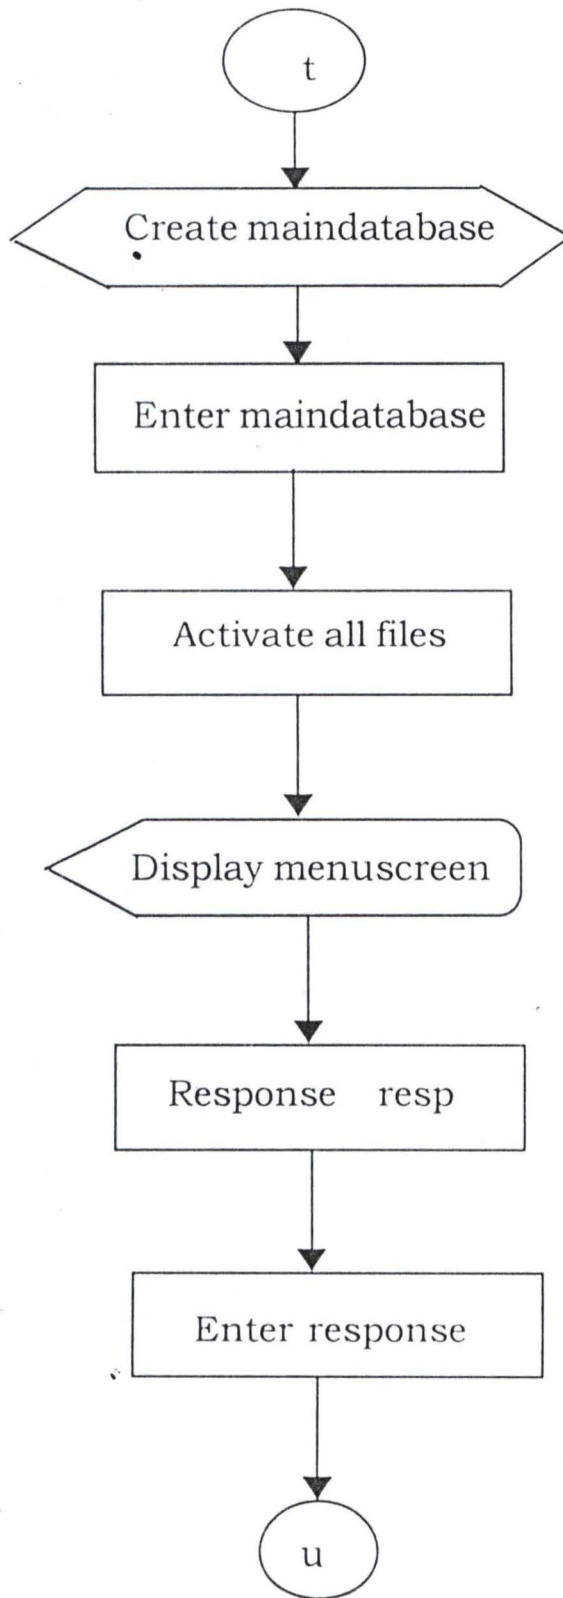 t
Create maindatabase
Enter maindatabase
Activate all files
Display menuscreen
Response resp
Enter response
u